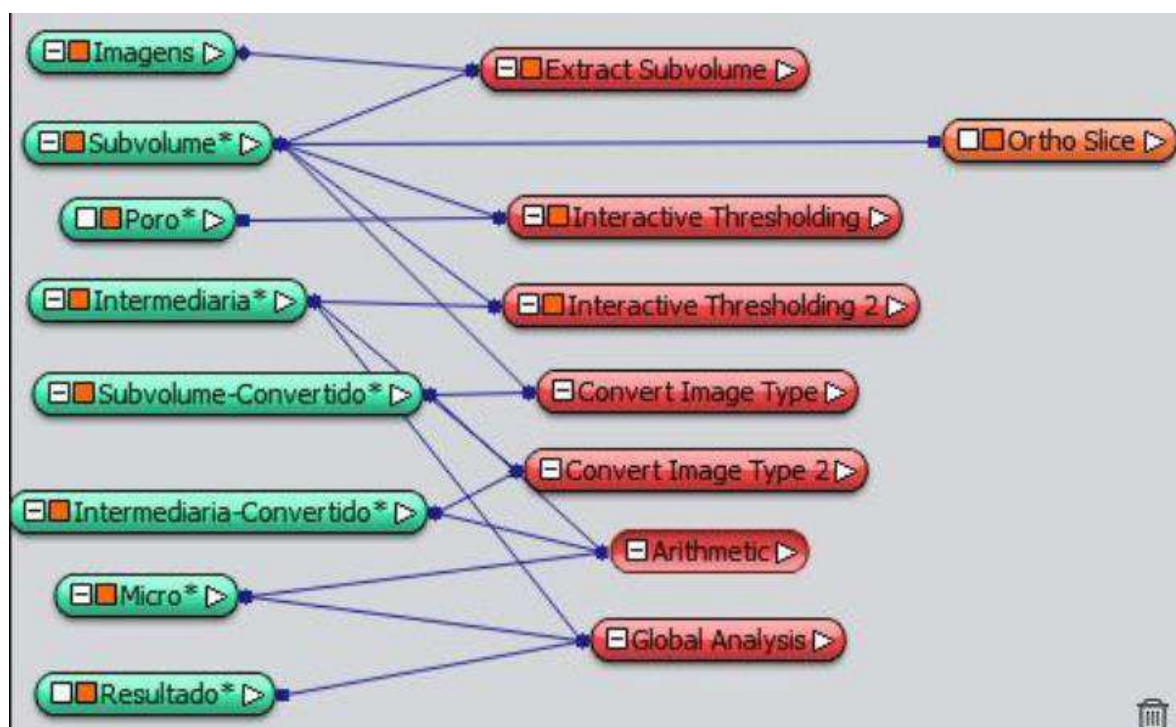 Imagens
Extract Subvolume
Subvolume*
Ortho Slice
Poro*
Interactive Thresholding
Intermediaria*
Interactive Thresholding 2
Subvolume-Convertido*
Convert Image Type
Convert Image Type 2
Intermediaria-Convertido*
Arithmetic
Micro*
Global Analysis
Resultado*